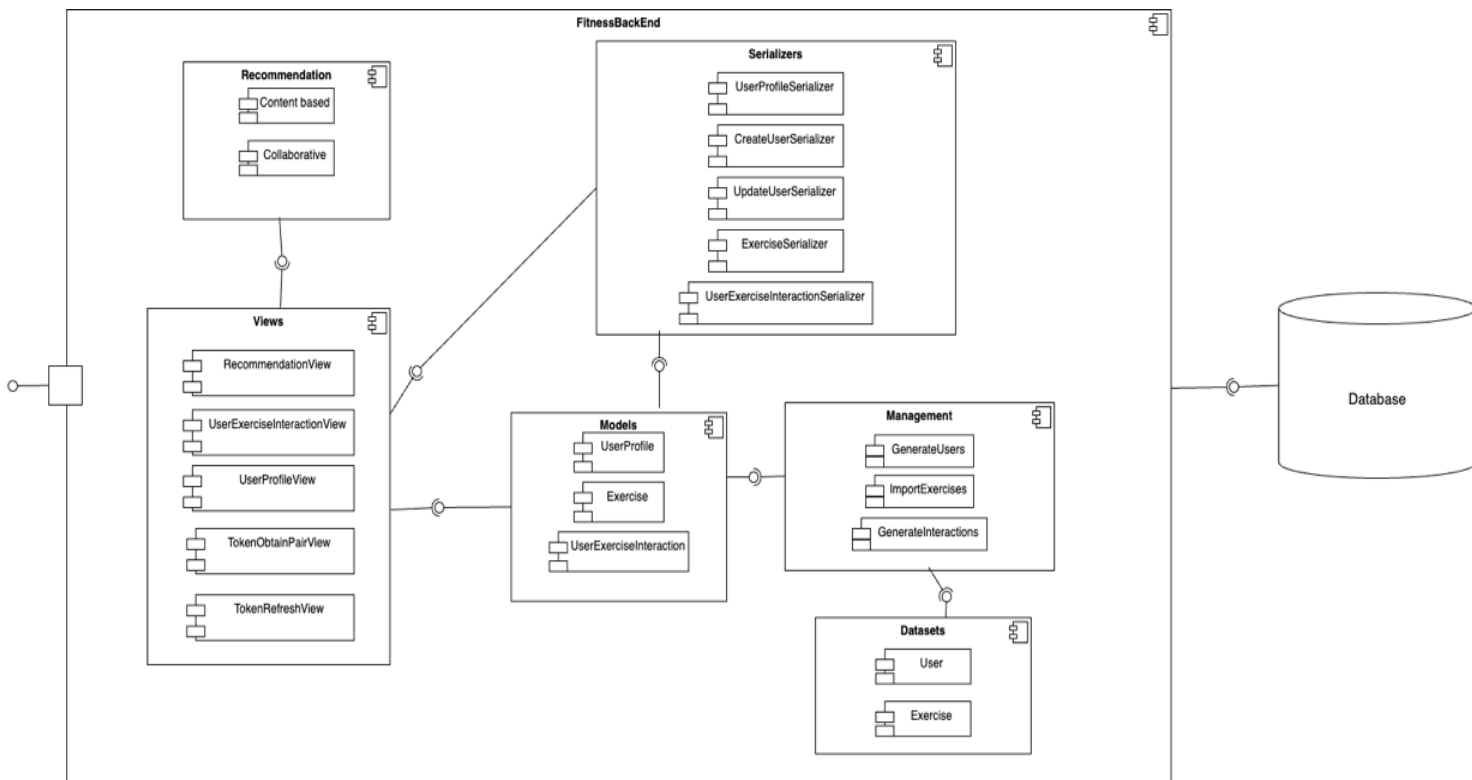 FitnessBackEnd
Recommendation
Content based
Collaborative
Serializers
UserProfileSerializer
CreateUserSerializer
UpdateUserSerializer
ExerciseSerializer
UserExerciseInteractionSerializer
Views
RecommendationView
UserExerciseInteractionView
UserProfileView
TokenObtainPairView
TokenRefreshView
Models
UserProfile
Exercise
UserExerciseInteraction
Management
GenerateUsers
ImportExercises
GenerateInteractions
Datasets
User
Exercise
Database